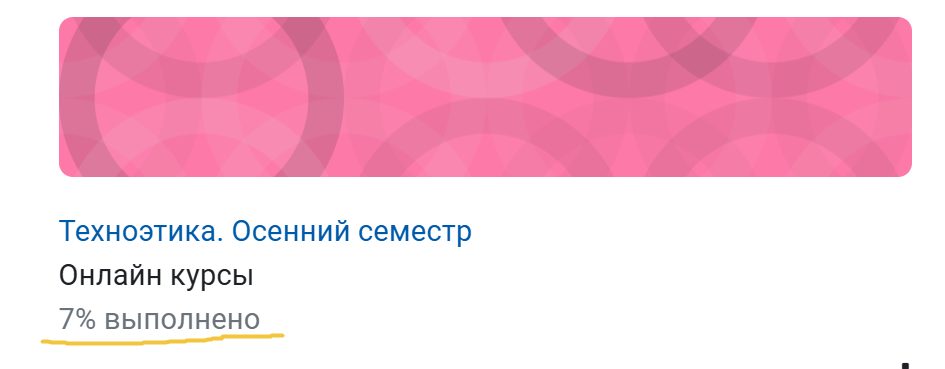 Техноэтика. Осенний семестр
Онлайн курсы
7% выполнено